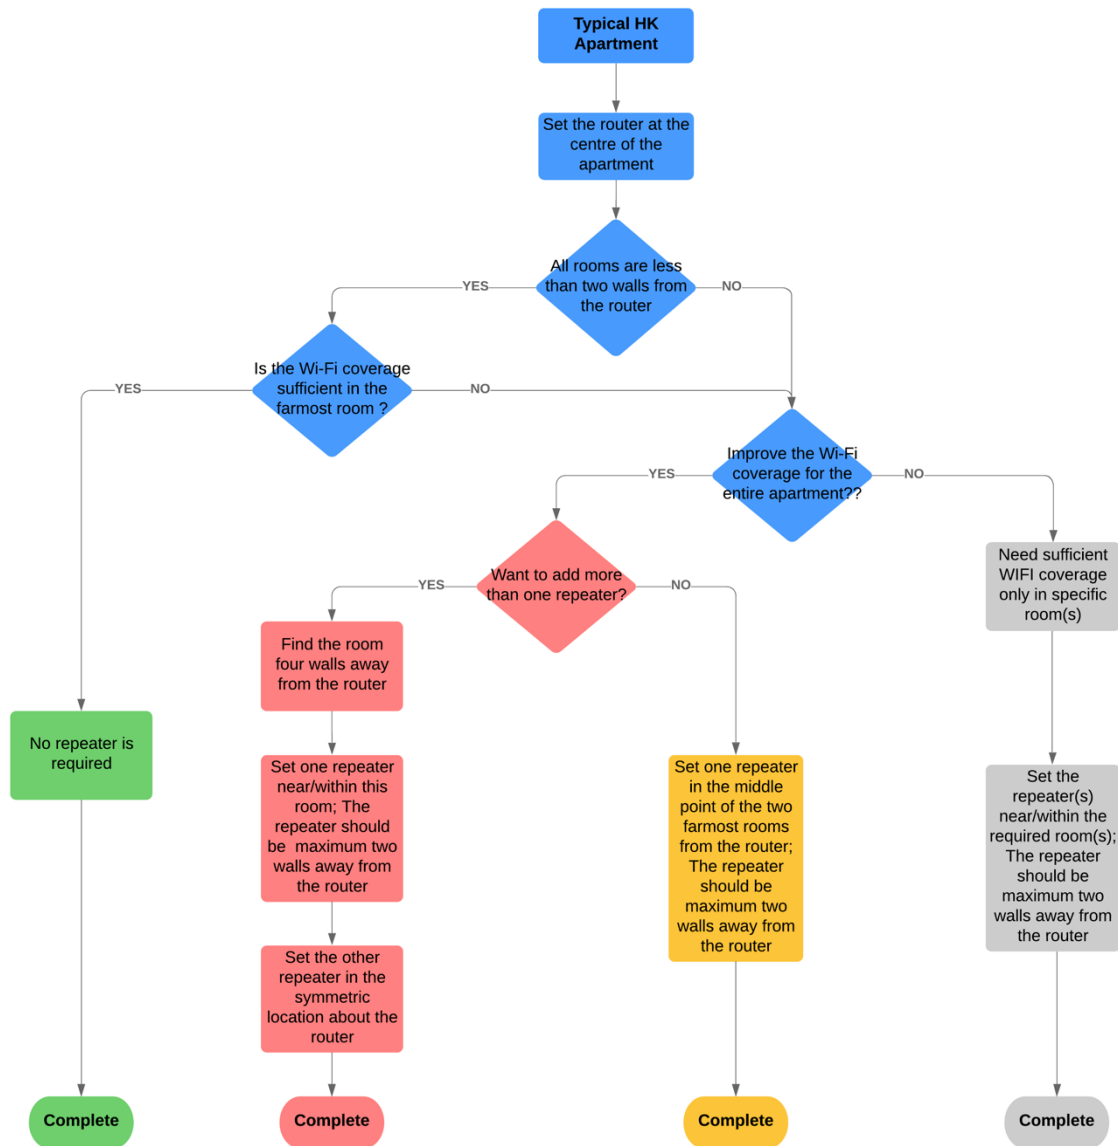 Typical HK
Apartment
Set the router at the
centre of the
apartment
All rooms are less
than two walls from
the router
YES
NO
Is the Wi-Fi coverage
sufficient in the
farmost room ?
YES
NO
Improve the Wi-Fi
coverage for the
entire apartment??
YES
NO
Want to add more
than one repeater?
YES
NO
Need sufficient
WIFI coverage
only in specific
room(s)
Find the room
four walls away
from the router
No repeater is
required
Set one repeater
near/within this
room; The
repeater should
be maximum two
walls away from
the router
Set one repeater
in the middle
point of the two
farmost rooms
from the router;
The repeater
should be
maximum two
walls away from
the router
Set the
repeater(s)
near/within the
required room(s);
The repeater
should be
maximum two
walls away from
the router
Set the other
repeater in the
symmetric
location about the
router
Complete
Complete
Complete
Complete